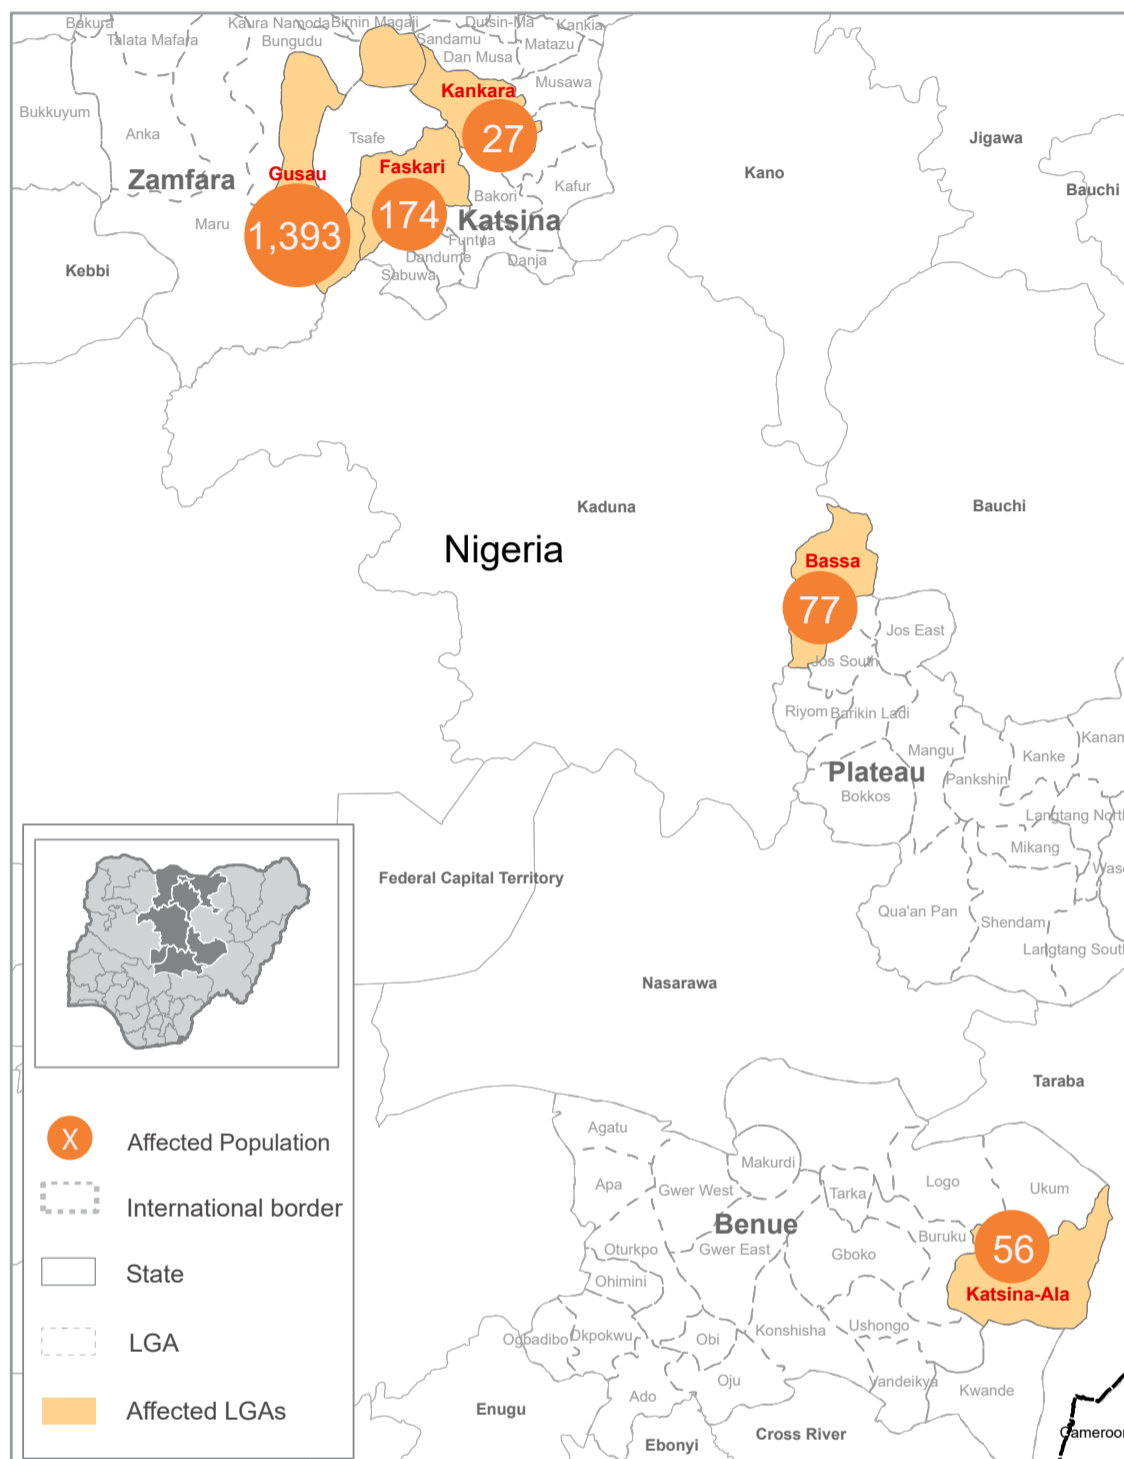 Bakura
Kaura Namoda
Birnin Magaji
Dutsin-Ma
Kankia
Talata Mafara
Bungudu
Sandamu
Matazu
Dan Musa
Musawa
Kankara
Bukkuyum
Anka
Tsafe
27
Jigawa
Zamfara
Gusau
Faskari
Kano
Kafur
Bauchi
Bakori
174
Katsina
Maru
1,393
Funtua
Kebbi
Dandume
Danja
Sabuwa
Kaduna
Bauchi
Nigeria
Bassa
77
Jos East
Jos South
Riyom
Barikin Ladi
Kanam
Mangu
Kanke
Plateau
Pankshin
Bokkos
Langtang North
Mikang
Wase
Federal Capital Territory
Qua'an Pan
Shendam
Langtang South
Nasarawa
Taraba
Agatu
Makurdi
Apa
Gwer West
Tarka
Logo
Ukum
Benue
Buruku
Oturkpo
Gwer East
Gboko
56
Ohimini
Katsina-Ala
Ogbadibo
Okpokwu
Obi
Konshisha
Ushongo
Oju
Vandeikya
Ado
Kwande
Enugu
Cross River
Cameroon
Ebonyi
X
Affected Population
International border
State
LGA
Affected LGAs